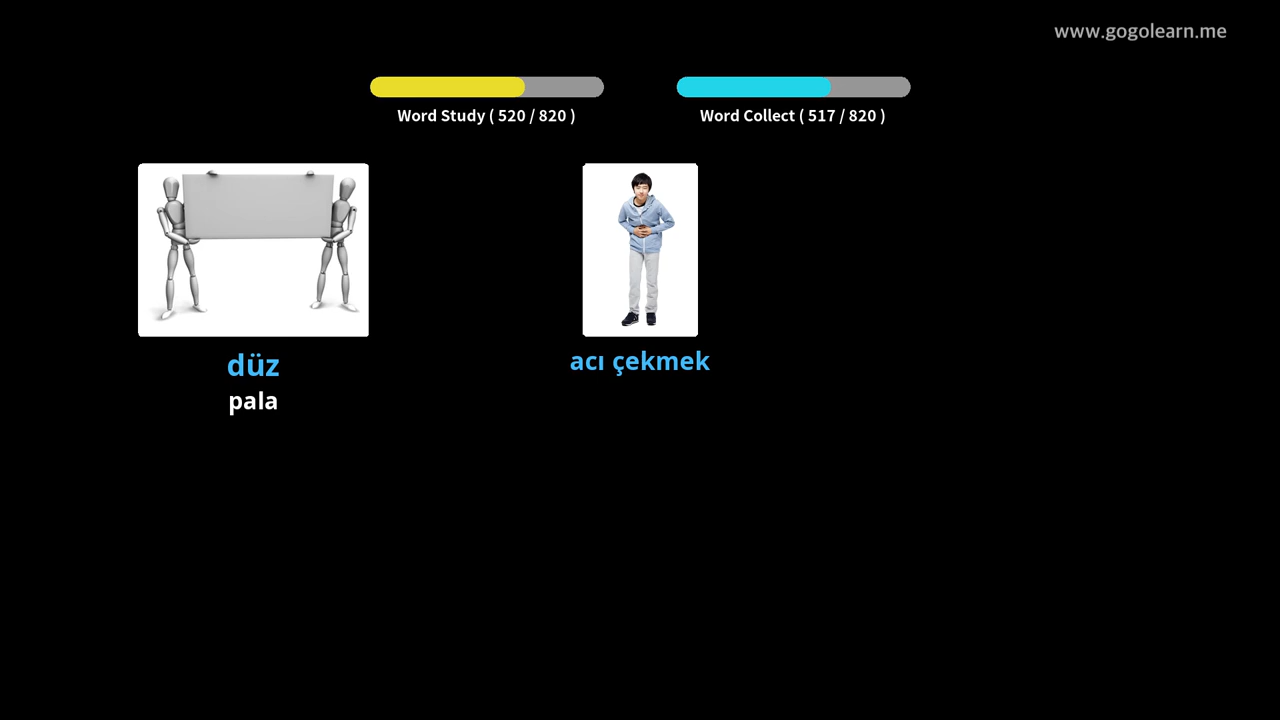 www.gogolearn.me
Word Study ( 520 / 820 )
Word Collect ( 517 / 820 )
düz
pala
acı çekmek